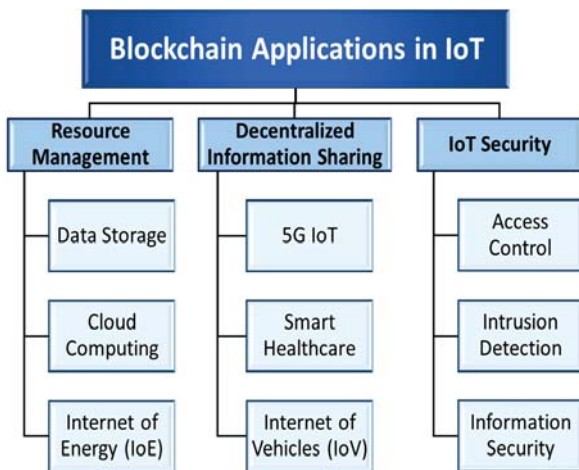 Blockchain Applications in IoT
Resource
Management
Data Storage
Cloud
Computing
Internet of
Energy (IoE)
Decentralized
Information Sharing
5G IoT
Smart
Healthcare
Internet of
Vehicles (IoV)
IoT Security
Access
Control
Intrusion
Detection
Information
Security